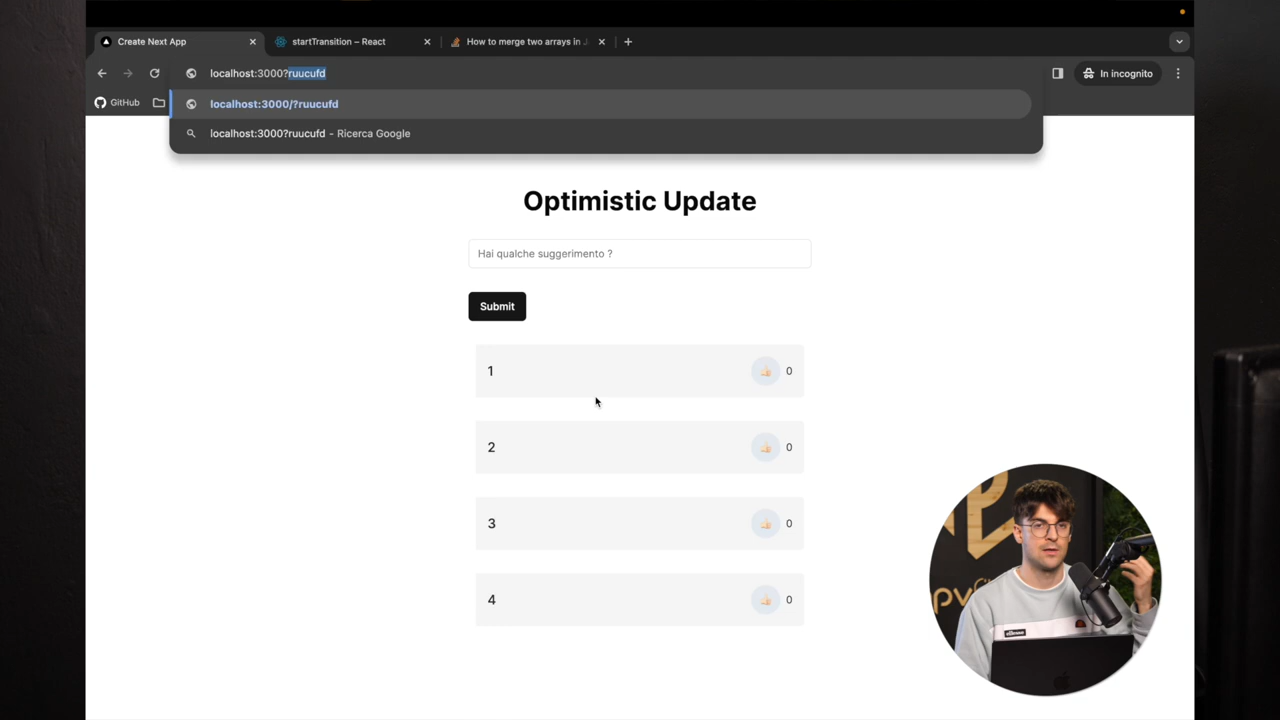 Create Next App
startTransition – React
How to merge two arrays in J
localhost:3000?ruucufd
In incognito
GitHub
localhost:3000/?ruucufd
localhost:3000?ruucufd – Ricerca Google
Optimistic Update
Hai qualche suggerimento ?
Submit
1 0
2 0
3 0
4 0